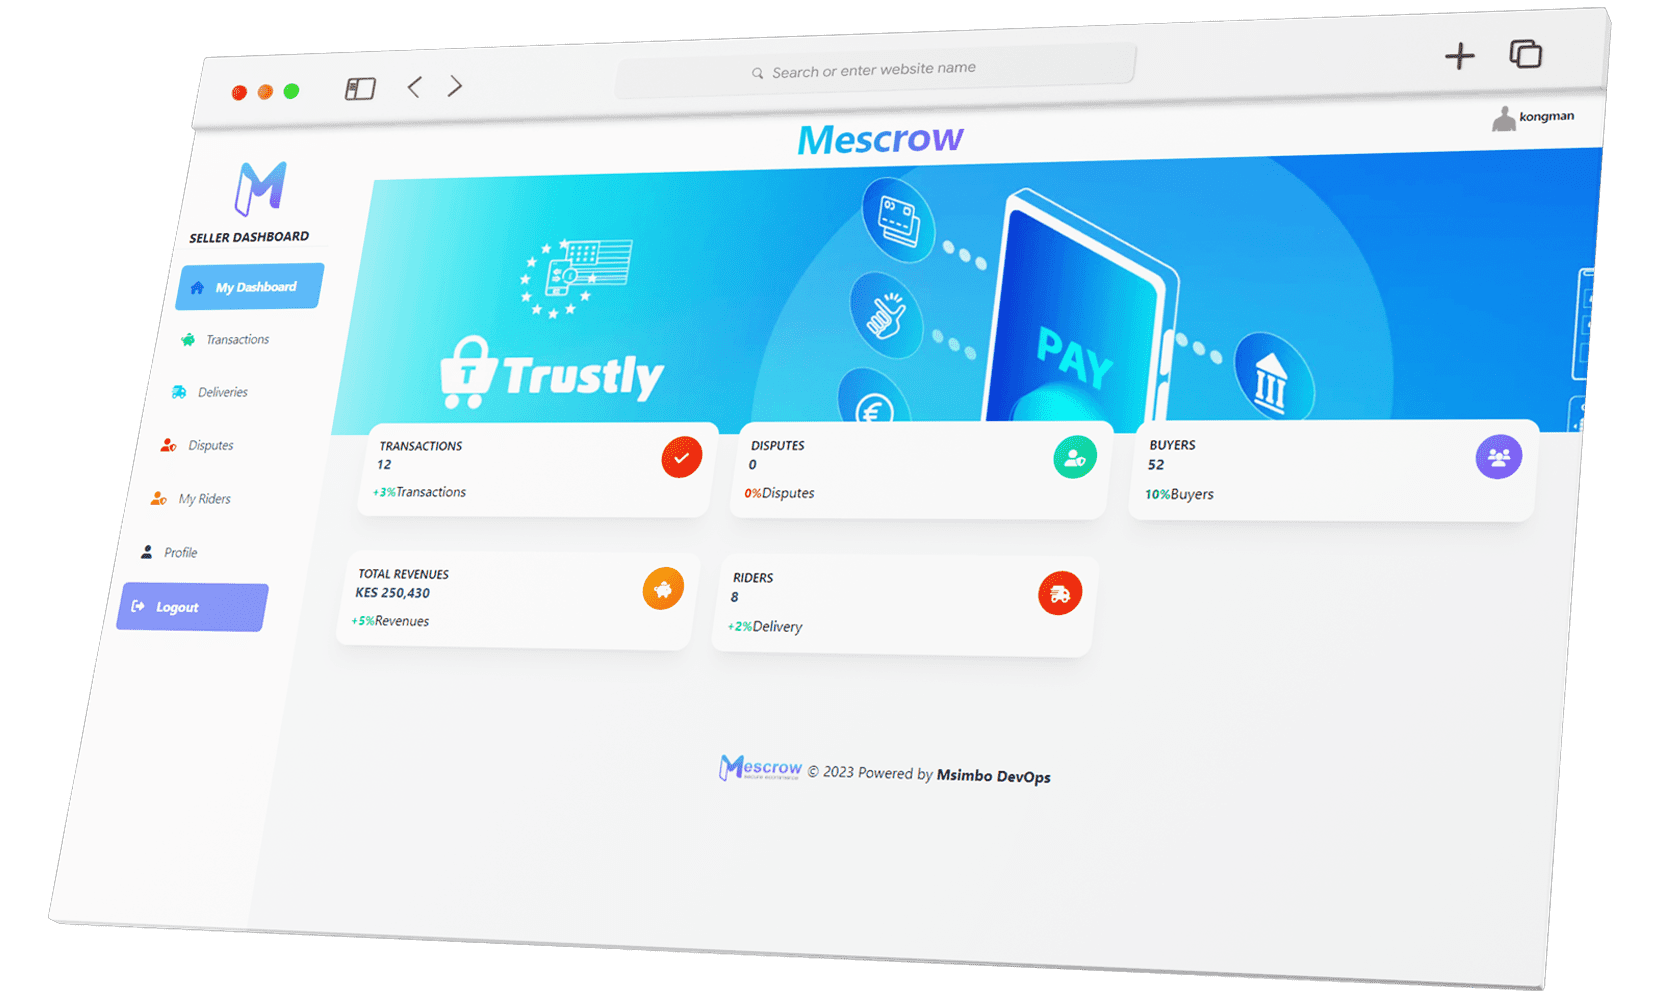 Search or enter website name
Mescrow
kongman
SELLER DASHBOARD
My Dashboard
Transactions
Deliveries
Disputes
My Riders
Profile
Logout
T Trustly
PAY
TRANSACTIONS
12
+3%Transactions
DISPUTES
0
0%Disputes
BUYERS
52
10%Buyers
TOTAL REVENUES
KES 250,430
+5%Revenues
RIDERS
8
+2%Delivery
Mescrow © 2023 Powered by Msimbo DevOps